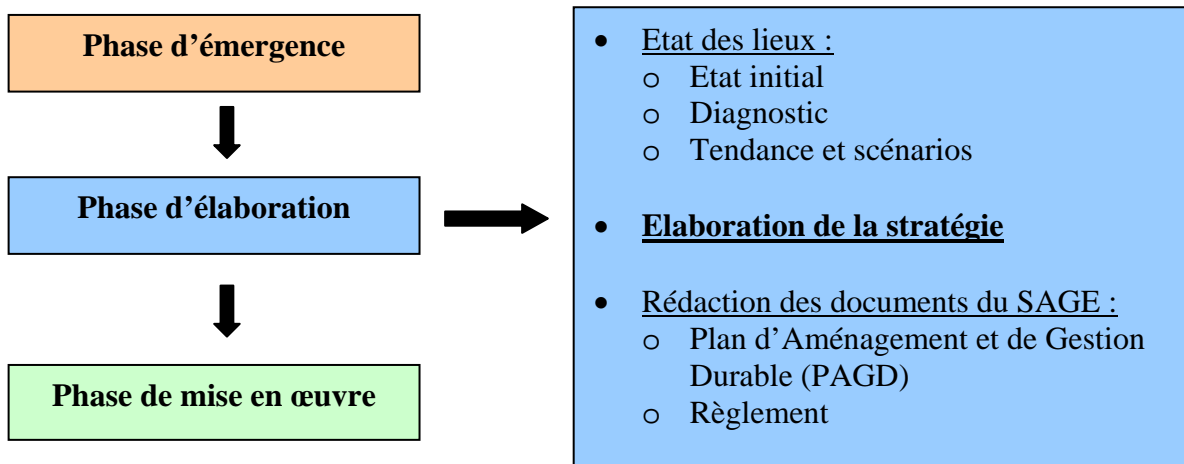 Phase d'émergence
Phase d'élaboration
Phase de mise en œuvre
• Etat des lieux :
o Etat initial
o Diagnostic
o Tendance et scénarios
• Elaboration de la stratégie
• Rédaction des documents du SAGE :
o Plan d'Aménagement et de Gestion
Durable (PAGD)
o Règlement